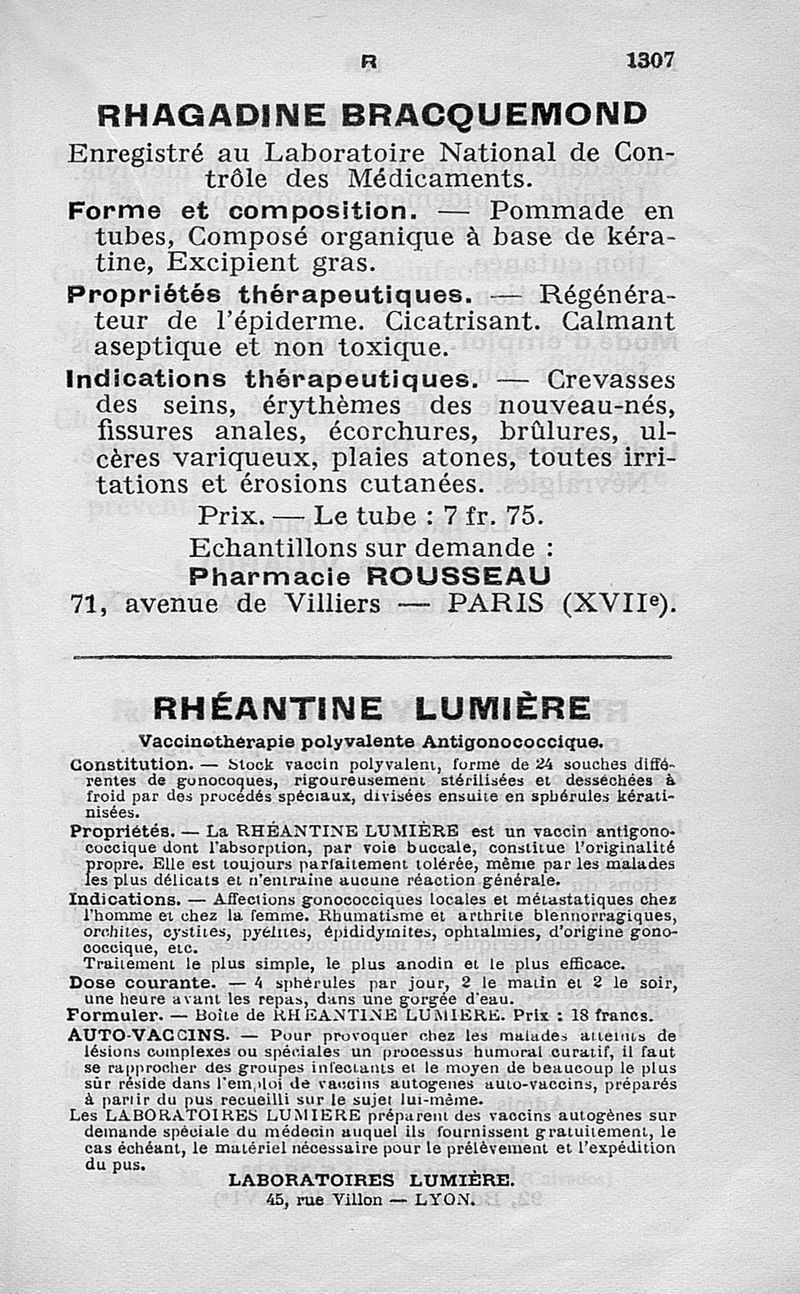 R 1307
RHAGADINE BRACQUEMOND
Enregistré au Laboratoire National de Con-
trôle des Médicaments.
Forme et composition. — Pommade en
tubes, Composé organique à base de kéra-
tine, Excipient gras.
Propriétés thérapeutiques. — Régénéra-
teur de l'épiderme. Cicatrisant. Calmant
aseptique et non toxique.
Indications thérapeutiques. — Crevasses
des seins, érythèmes des nouveau-nés,
fissures anales, écorchures, brûlures, ul-
cères variqueux, plaies atones, toutes irri-
tations et érosions cutanées.
Prix. — Le tube : 7 fr. 75.
Echantillons sur demande :
Pharmacie ROUSSEAU
71, avenue de Villiers — PARIS (XVIIe).
RHÉANTINE LUMIÈRE
Vaccinothérapie polyvalente Antigonococcique.
Constitution. — Stock vaccin polyvalent, formé de 24 souches diffé-
rentes de gonocoques, rigoureusement stérilisées et desséchées à
froid par des procédés spéciaux, divisées ensuite en sphérules kérati-
nisées.
Propriétés. — La RHÉANTINE LUMIÈRE est un vaccin antigono-
coccique dont l'absorption, par voie buccale, constitue l'originalité
propre. Elle est toujours parfaitement tolérée, même par les malades
les plus délicats et n'entraine aucune réaction générale.
Indications. — Affections gonococciques locales et métastatiques chez
l'homme et chez la femme. Rhumatisme et arthrite blennorragiques,
orchites, cystites, pyélites, épididymites, ophtalmies, d'origine gono-
coccique, etc.
Traitement le plus simple, le plus anodin et le plus efficace.
Dose courante. — 4 sphérules par jour, 2 le matin et 2 le soir,
une heure avant les repas, dans une gorgée d'eau.
Formuler. — Boîte de RHEANTINE LUMIERE. Prix : 18 francs.
AUTO-VACCINS. — Pour provoquer chez les malades atteints de
lésions complexes ou spéciales un processus humoral curatif, il faut
se rapprocher des groupes infectants et le moyen de beaucoup le plus
sûr réside dans l'emploi de vaccins autogenes auto-vaccins, préparés
à partir du pus recueilli sur le sujet lui-même.
Les LABORATOIRES LUMIERE préparent des vaccins autogènes sur
demande spéciale du médecin auquel ils fournissent gratuitement, le
cas échéant, le matériel nécessaire pour le prélèvement et l'expédition
du pus.
LABORATOIRES LUMIÈRE.
45, rue Villon — LYON.